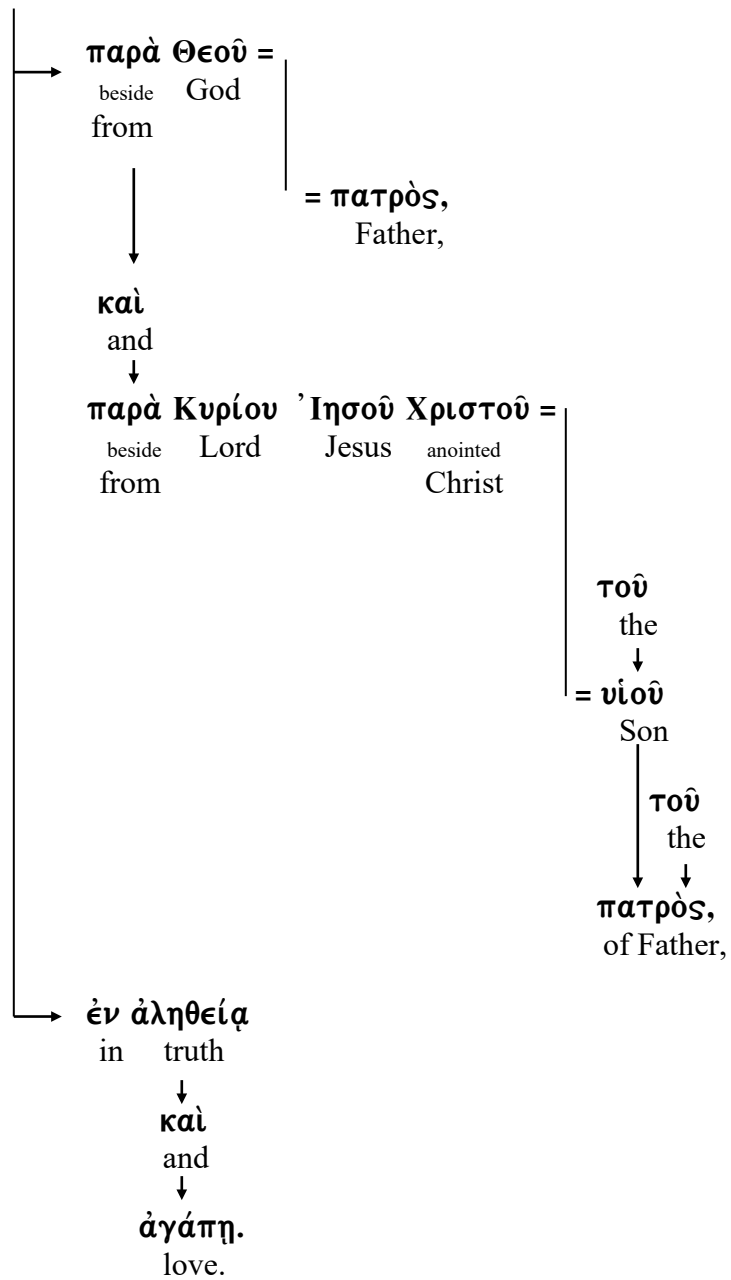 παρὰ Θεοῦ =
beside God
from
= πατρὸς,
Father,
καὶ
and
παρὰ Κυρίου ᾿Ιησοῦ Χριστοῦ =
beside Lord Jesus anointed
from Christ
τοῦ
the
= υἱοῦ
Son
τοῦ
the
πατρὸς,
of Father,
ἐν ἀληθείᾳ
in truth
καὶ
and
ἀγάπῃ.
love.